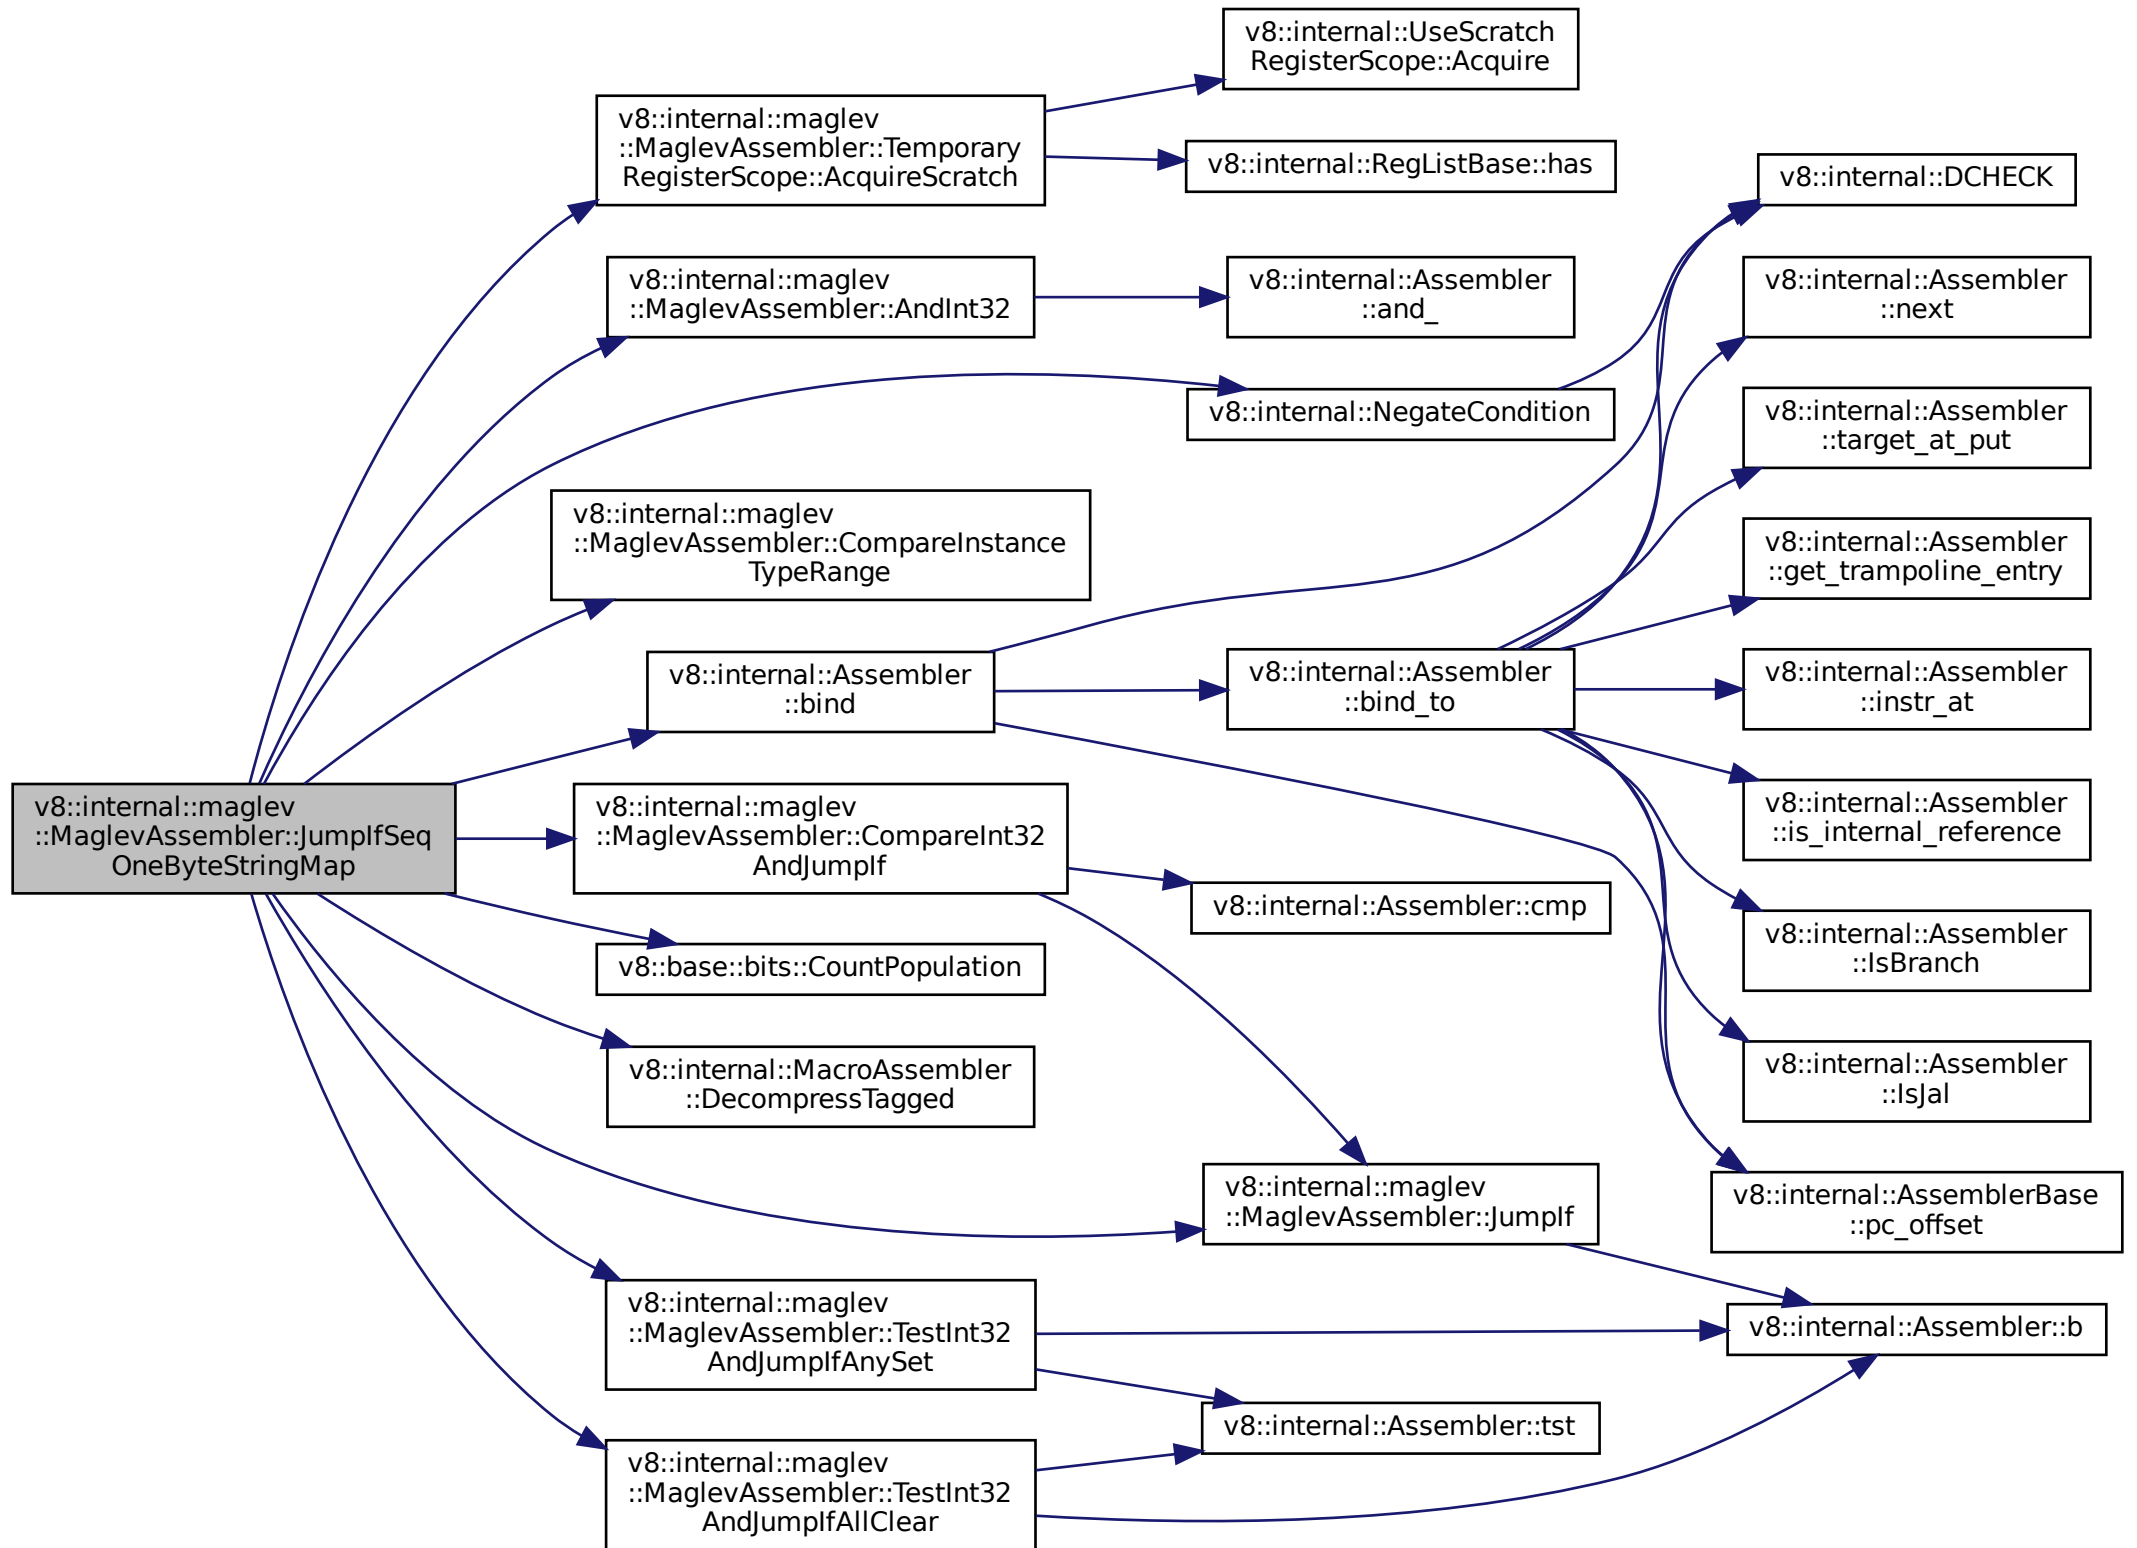 v8::internal::maglev
::MaglevAssembler::JumpIfSeq
OneByteStringMap
v8::internal::maglev
::MaglevAssembler::Temporary
RegisterScope::AcquireScratch
v8::internal::maglev
::MaglevAssembler::AndInt32
v8::internal::maglev
::MaglevAssembler::CompareInstance
TypeRange
v8::internal::Assembler
::bind
v8::internal::maglev
::MaglevAssembler::CompareInt32
AndJumpIf
v8::base::bits::CountPopulation
v8::internal::MacroAssembler
::DecompressTagged
v8::internal::maglev
::MaglevAssembler::TestInt32
AndJumpIfAnySet
v8::internal::maglev
::MaglevAssembler::TestInt32
AndJumpIfAllClear
v8::internal::UseScratch
RegisterScope::Acquire
v8::internal::RegListBase::has
v8::internal::Assembler
::and_
v8::internal::NegateCondition
v8::internal::Assembler
::bind_to
v8::internal::Assembler::cmp
v8::internal::maglev
::MaglevAssembler::JumpIf
v8::internal::Assembler::tst
v8::internal::DCHECK
v8::internal::Assembler
::next
v8::internal::Assembler
::target_at_put
v8::internal::Assembler
::get_trampoline_entry
v8::internal::Assembler
::instr_at
v8::internal::Assembler
::is_internal_reference
v8::internal::Assembler
::IsBranch
v8::internal::Assembler
::IsJal
v8::internal::AssemblerBase
::pc_offset
v8::internal::Assembler::b